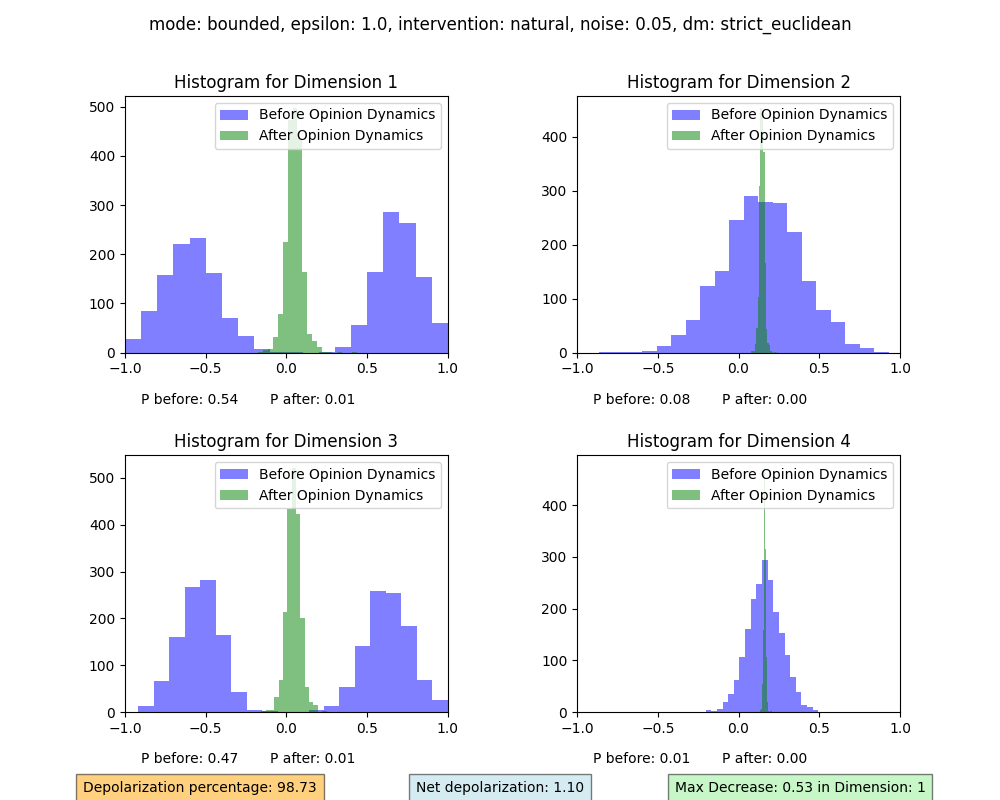 mode: bounded, epsilon: 1.0, intervention: natural, noise: 0.05, dm: strict_euclidean
Histogram for Dimension 1
Before Opinion Dynamics
After Opinion Dynamics
500
400
300
200
100
0
−1.0 −0.5 0.0 0.5 1.0
P before: 0.54 P after: 0.01
Histogram for Dimension 2
Before Opinion Dynamics
After Opinion Dynamics
400
300
200
100
0
−1.0 −0.5 0.0 0.5 1.0
P before: 0.08 P after: 0.00
Histogram for Dimension 3
Before Opinion Dynamics
After Opinion Dynamics
500
400
300
200
100
0
−1.0 −0.5 0.0 0.5 1.0
P before: 0.47 P after: 0.01
Histogram for Dimension 4
Before Opinion Dynamics
After Opinion Dynamics
400
300
200
100
0
−1.0 −0.5 0.0 0.5 1.0
P before: 0.01 P after: 0.00
Depolarization percentage: 98.73
Net depolarization: 1.10
Max Decrease: 0.53 in Dimension: 1